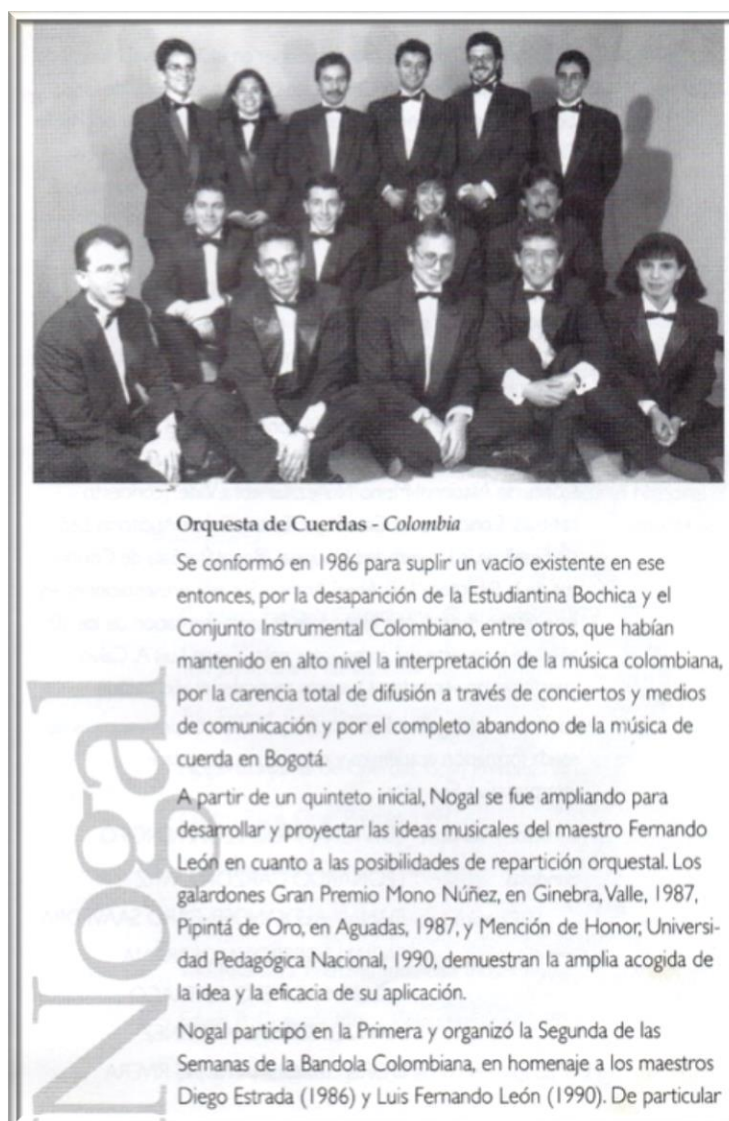 Orquesta de Cuerdas - Colombia
Se conformó en 1986 para suplir un vacío existente en ese
entonces, por la desaparición de la Estudiantina Bochica y el
Conjunto Instrumental Colombiano, entre otros, que habían
mantenido en alto nivel la interpretación de la música colombiana,
por la carencia total de difusión a través de conciertos y medios
de comunicación y por el completo abandono de la música de
cuerda en Bogotá.
A partir de un quinteto inicial, Nogal se fue ampliando para
desarrollar y proyectar las ideas musicales del maestro Fernando
León en cuanto a las posibilidades de repartición orquestal. Los
galardones Gran Premio Mono Núñez, en Ginebra, Valle, 1987,
Pipintá de Oro, en Aguadas, 1987, y Mención de Honor, Universi-
dad Pedagógica Nacional, 1990, demuestran la amplia acogida de
la idea y la eficacia de su aplicación.
Nogal participó en la Primera y organizó la Segunda de las
Semanas de la Bandola Colombiana, en homenaje a los maestros
Diego Estrada (1986) y Luis Fernando León (1990). De particular
Nogal